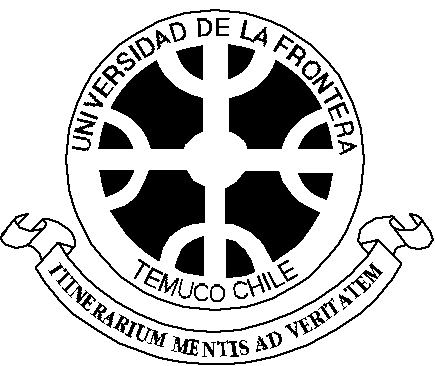 UNIVERSIDAD DE LA FRONTERA
TEMUCO CHILE
ITINERARIUM MENTIS AD VERITATEM